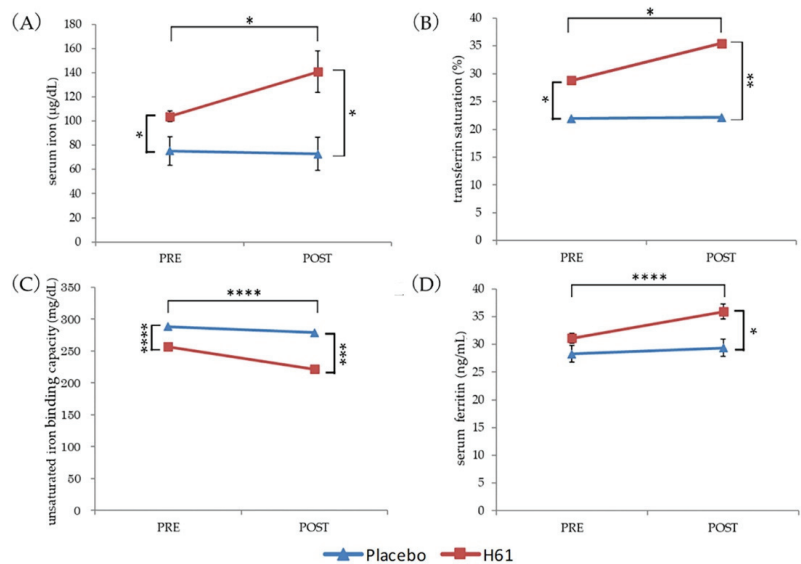 (A)
180
160
140
120
100
80
60
40
20
0
serum iron (µg/dL)
*
*
*
PRE
POST
(B)
40
35
30
25
20
15
10
5
0
transferrin saturation (%)
*
*
**
PRE
POST
(C)
350
300
250
200
150
100
50
0
unsaturated iron binding capacity (mg/dL)
****
****
***
PRE
POST
(D)
40
35
30
25
20
15
10
5
0
serum ferritin (ng/mL)
****
*
PRE
POST
Placebo
H61